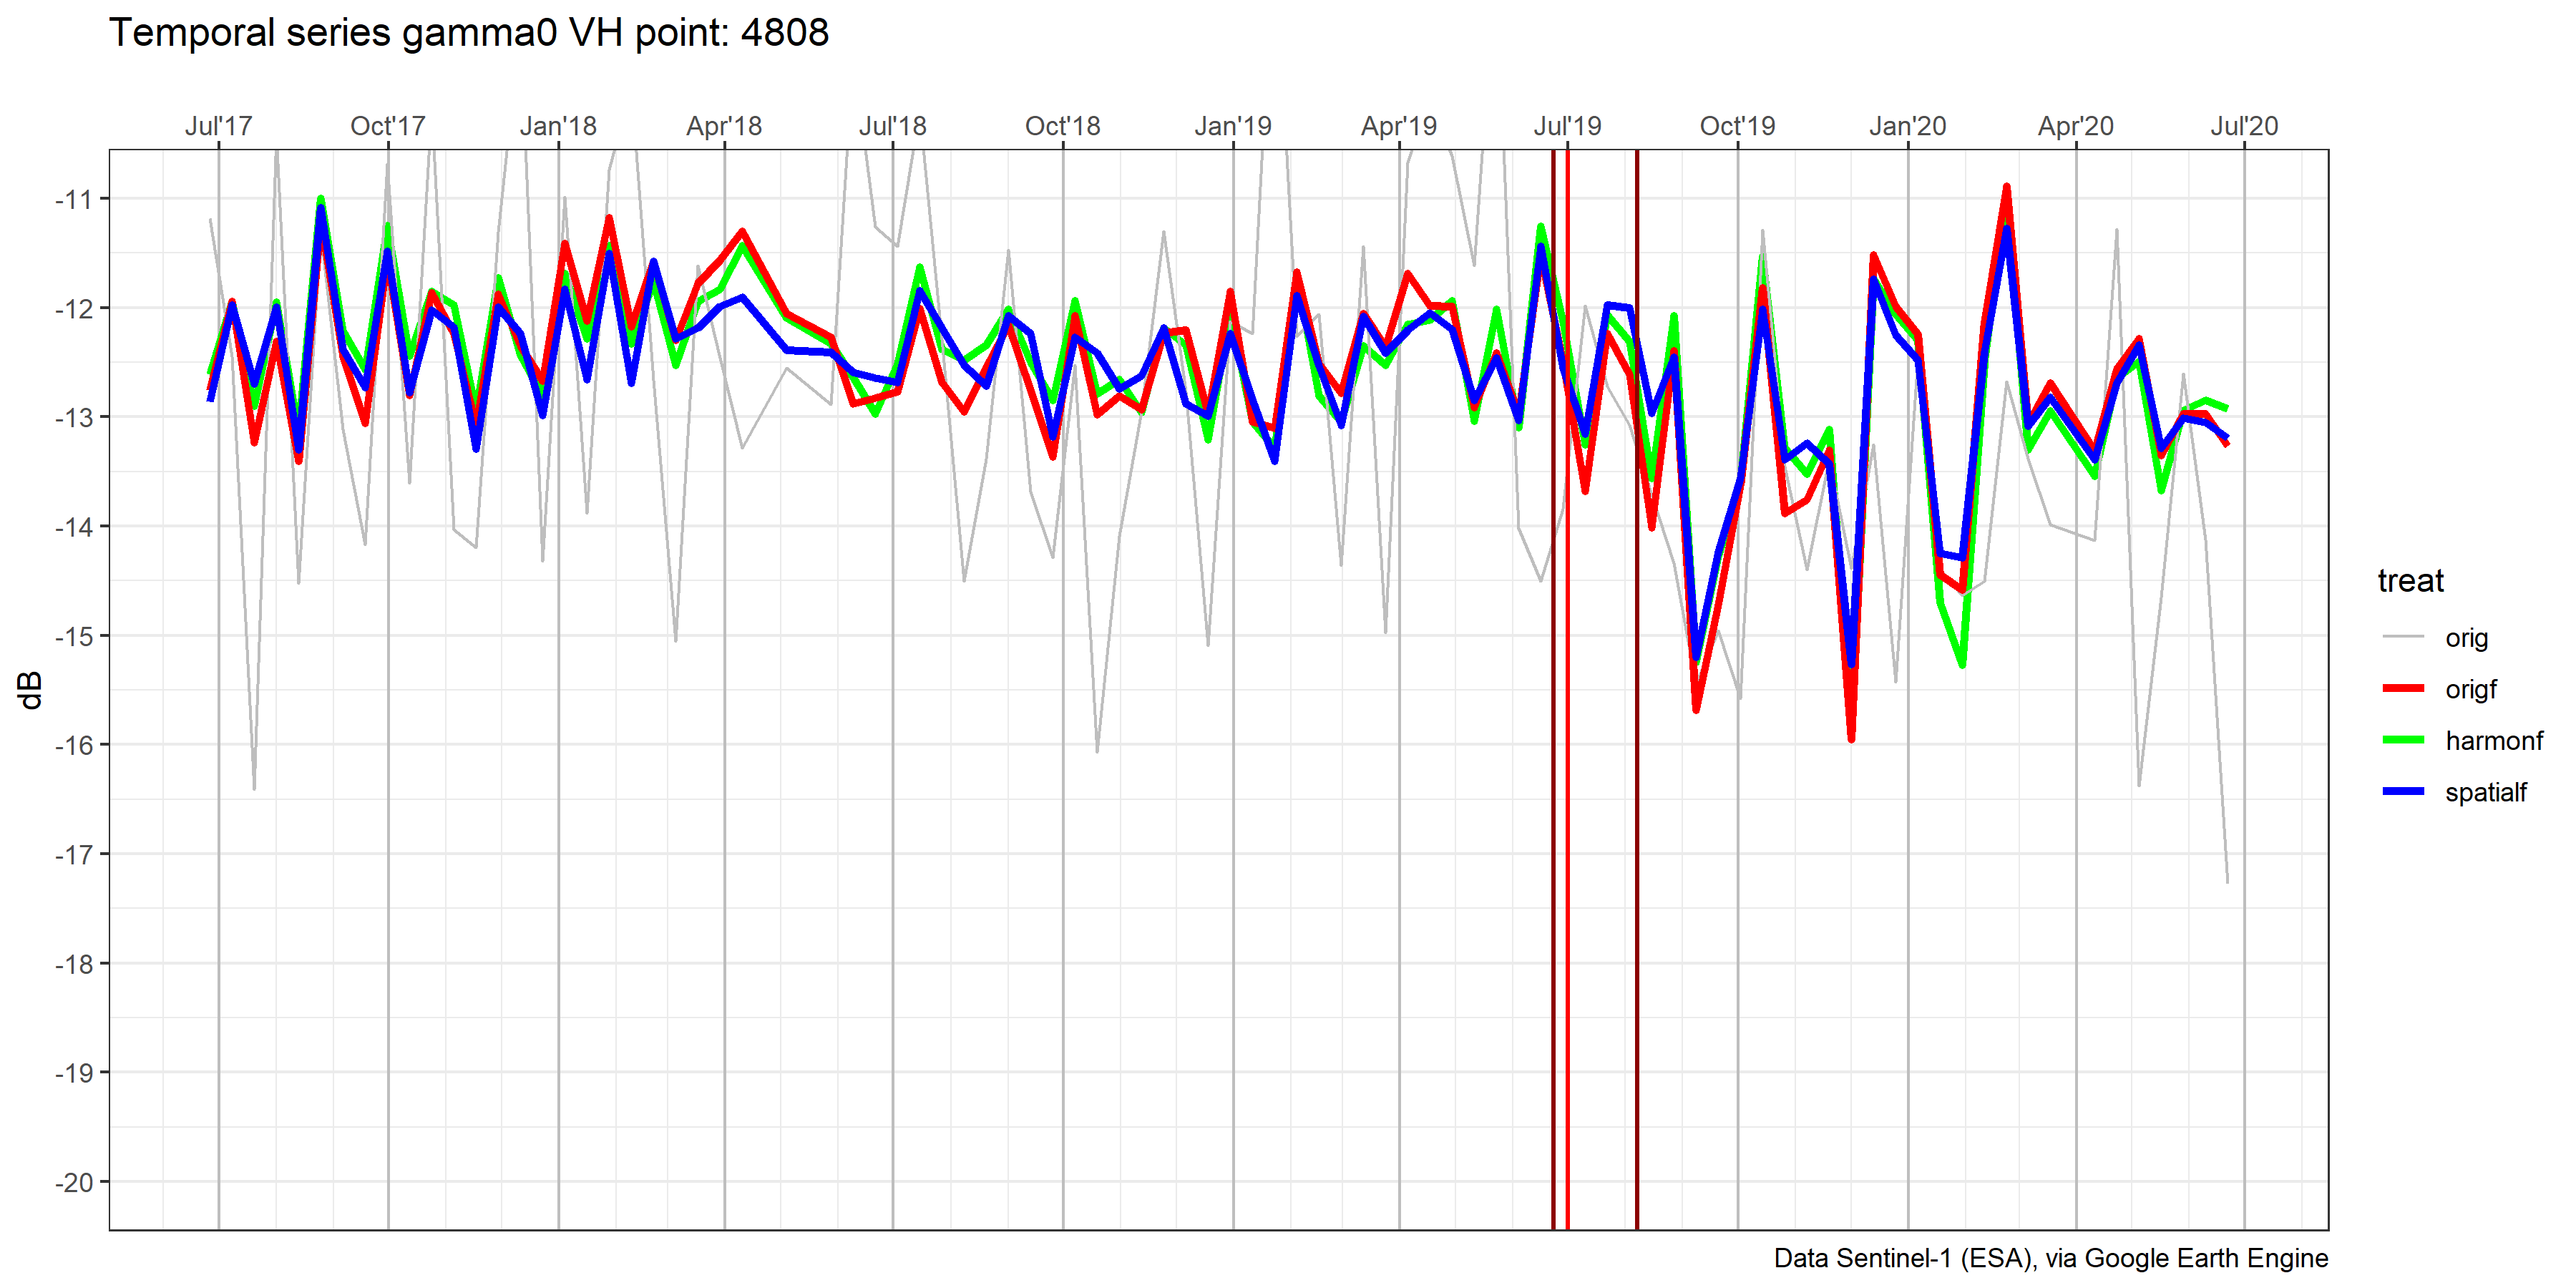 Temporal series gamma0 VH point: 4808
Jul'17 Oct'17 Jan'18 Apr'18 Jul'18 Oct'18 Jan'19 Apr'19 Jul'19 Oct'19 Jan'20 Apr'20 Jul'20
-11
-12
-13
-14
-15
-16
-17
-18
-19
-20
dB
treat
orig
origf
harmonf
spatialf
Data Sentinel-1 (ESA), via Google Earth Engine